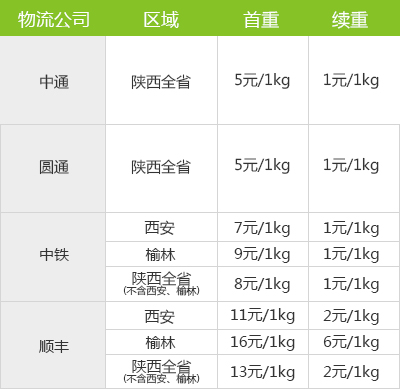 物流公司 区域 首重 续重
中通 陕西全省 5元/1kg 1元/1kg
圆通 陕西全省 5元/1kg 1元/1kg
中铁 西安 7元/1kg 1元/1kg
榆林 9元/1kg 1元/1kg
陕西全省 8元/1kg 1元/1kg
(不含西安、榆林)
顺丰 西安 11元/1kg 2元/1kg
榆林 16元/1kg 6元/1kg
陕西全省 13元/1kg 2元/1kg
(不含西安、榆林)